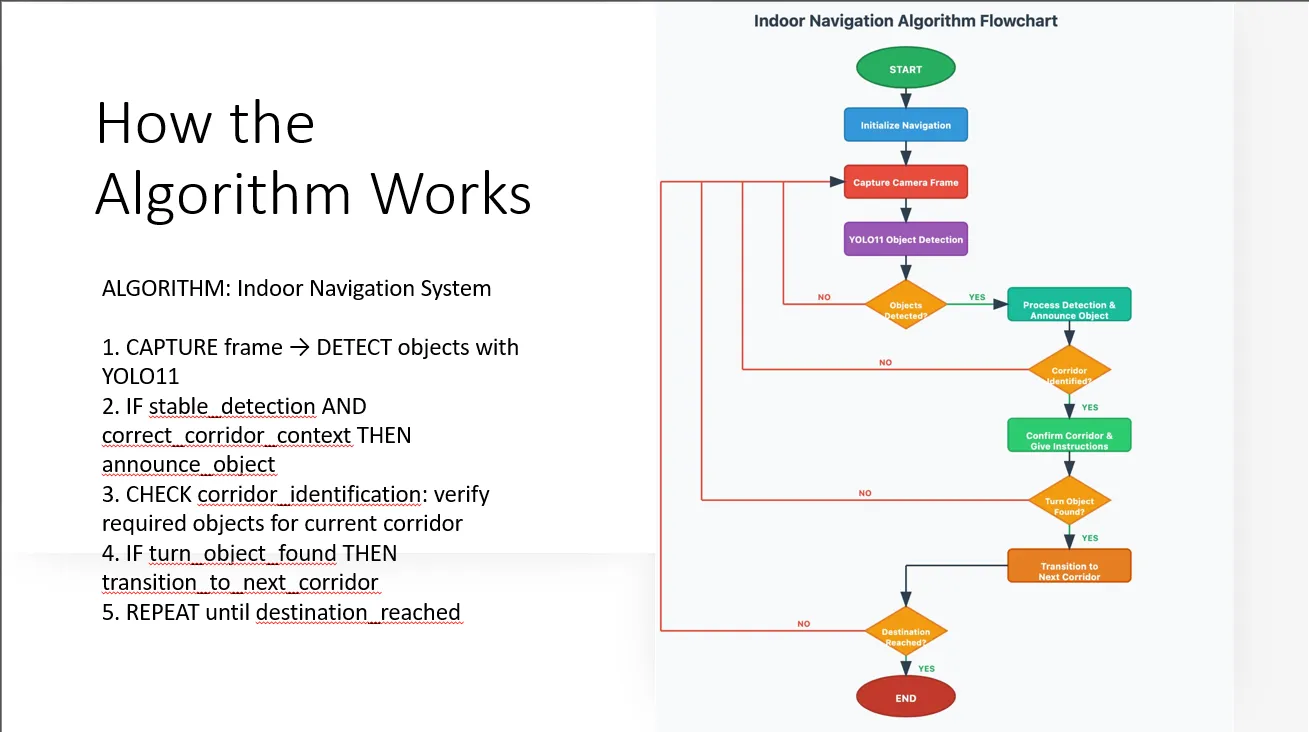 How the
Algorithm Works
ALGORITHM: Indoor Navigation System
1. CAPTURE frame → DETECT objects with
YOLO11
2. IF stable_detection AND
correct_corridor_context THEN
announce_object
3. CHECK corridor_identification: verify
required objects for current corridor
4. IF turn_object_found THEN
transition_to_next_corridor
5. REPEAT until destination_reached
Indoor Navigation Algorithm Flowchart
START
Initialize Navigation
Capture Camera Frame
YOLO11 Object Detection
Objects
Detected?
NO
YES
Process Detection &
Announce Object
Corridor
Identified?
NO
YES
Confirm Corridor &
Give Instructions
Turn Object
Found?
NO
YES
Transition to
Next Corridor
Destination
Reached?
NO
YES
END